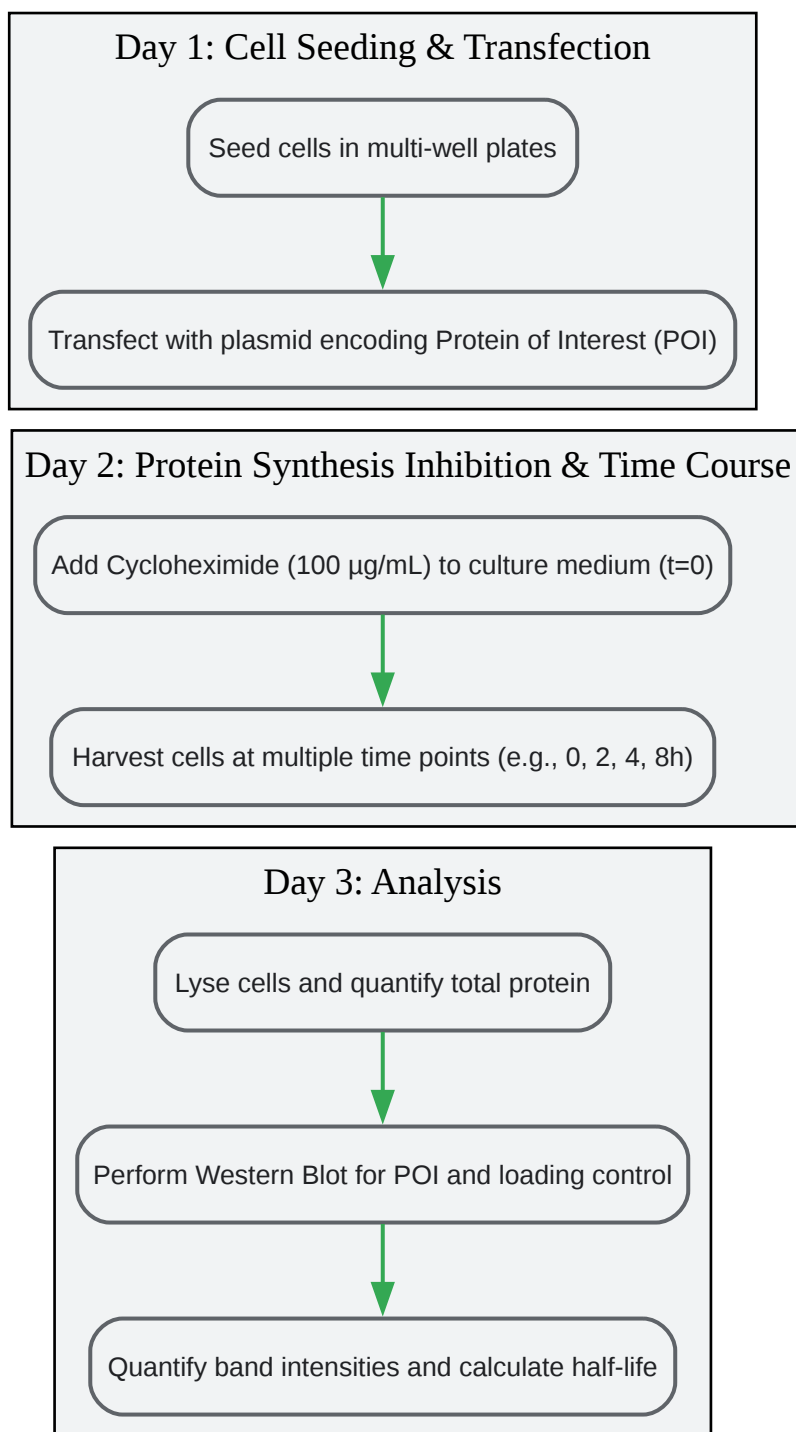 Day 1: Cell Seeding & Transfection
Seed cells in multi-well plates
Transfect with plasmid encoding Protein of Interest (POI)
Day 2: Protein Synthesis Inhibition & Time Course
Add Cycloheximide (100 µg/mL) to culture medium (t=0)
Harvest cells at multiple time points (e.g., 0, 2, 4, 8h)
Day 3: Analysis
Lyse cells and quantify total protein
Perform Western Blot for POI and loading control
Quantify band intensities and calculate half-life